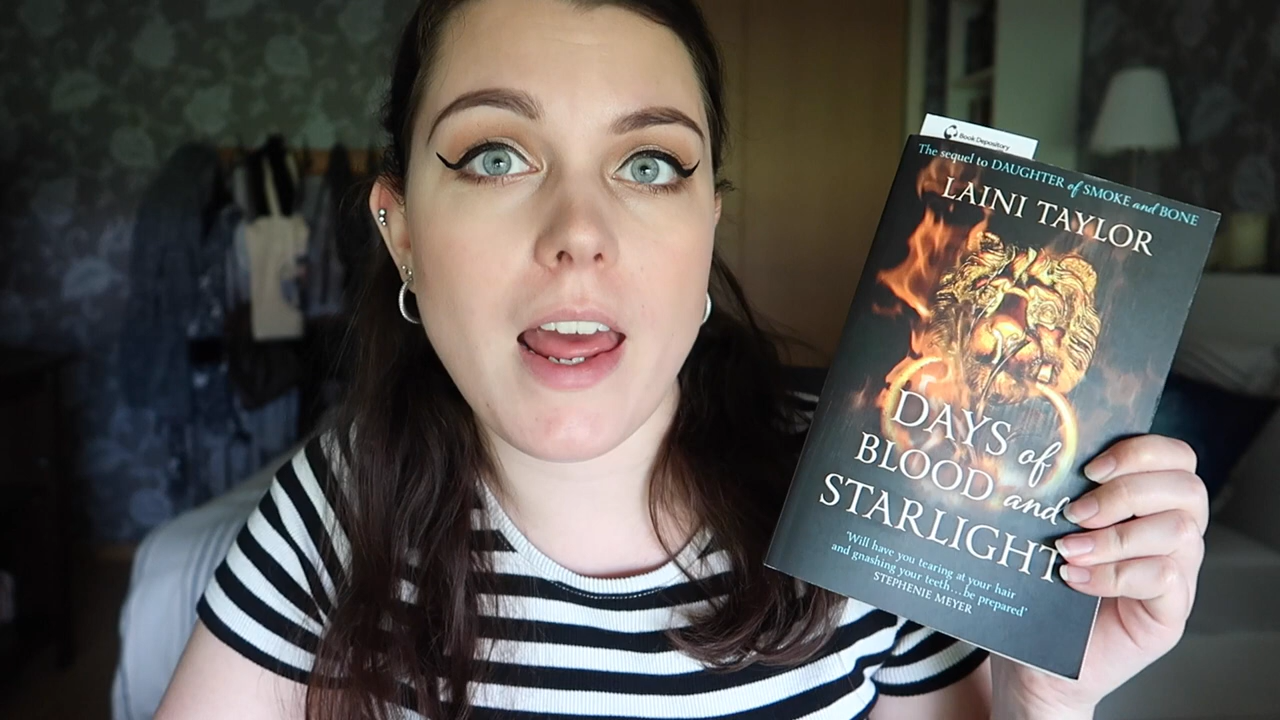 Book Depository
The sequel to DAUGHTER of SMOKE and BONE
LAINI TAYLOR
DAYS of
BLOOD and
STARLIGHT
'Will have you tearing at your hair
and gnashing your teeth...be prepared'
STEPHENIE MEYER